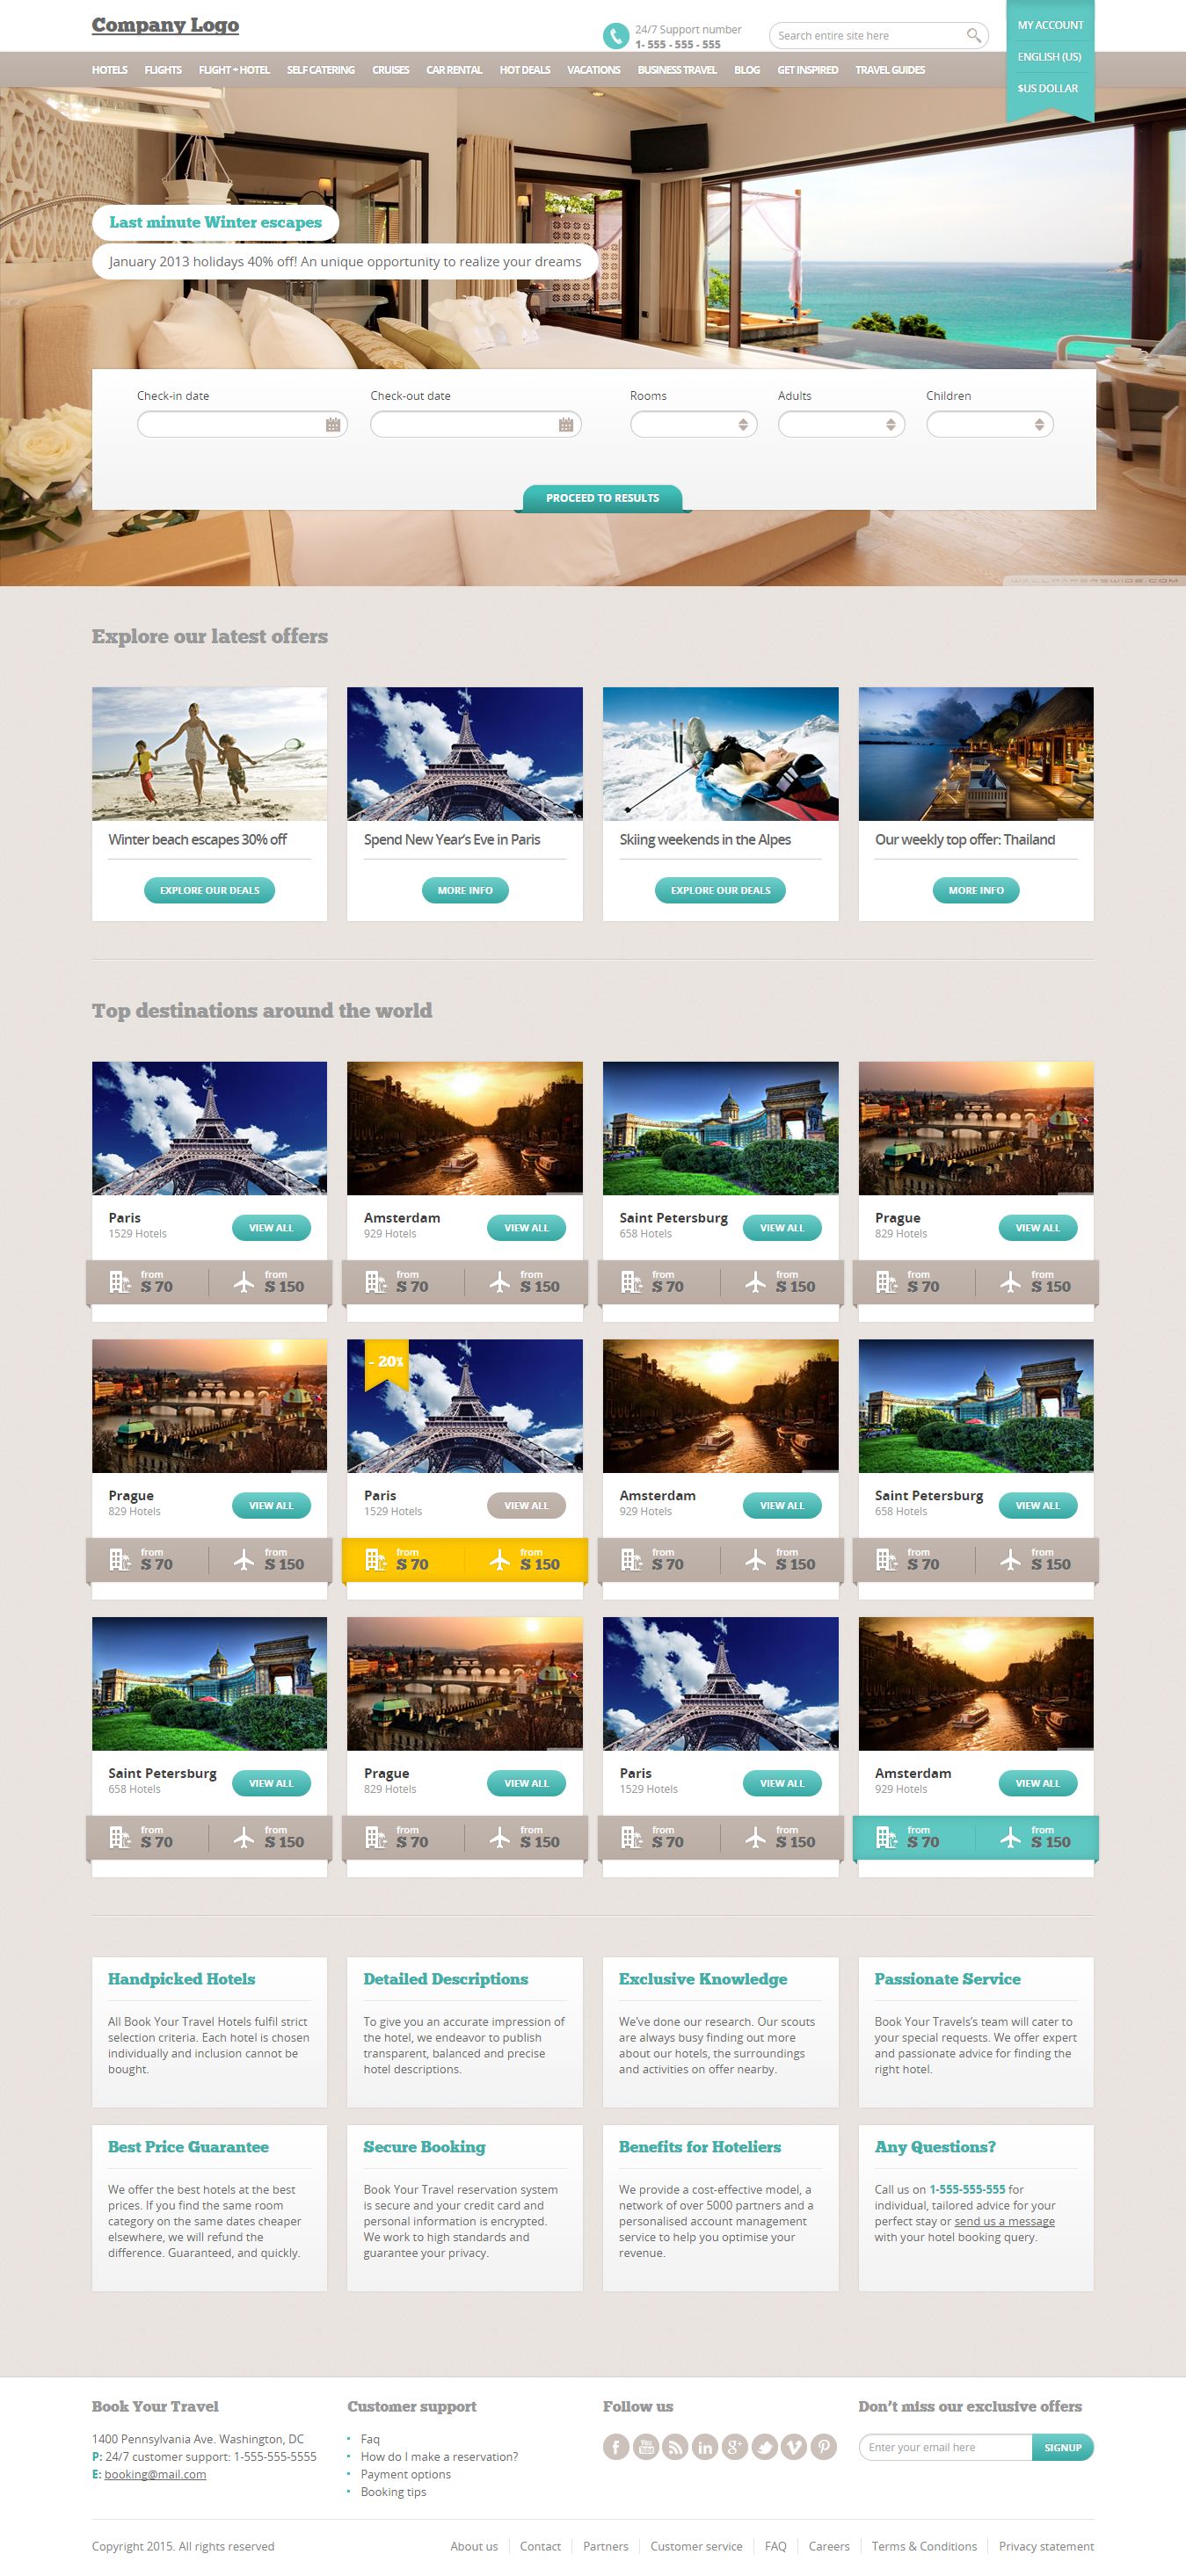 Company Logo
24/7 Support number
1- 555 - 555 - 555
Search entire site here
MY ACCOUNT
ENGLISH (US)
$US DOLLAR
HOTELS FLIGHTS FLIGHT + HOTEL SELF CATERING CRUISES CAR RENTAL HOT DEALS VACATIONS BUSINESS TRAVEL BLOG GET INSPIRED TRAVEL GUIDES
Last minute Winter escapes
January 2013 holidays 40% off! An unique opportunity to realize your dreams
Check-in date Check-out date Rooms Adults Children
PROCEED TO RESULTS
WALLPAPERSWIDE.COM
Explore our latest offers
Winter beach escapes 30% off
EXPLORE OUR DEALS
Spend New Year's Eve in Paris
MORE INFO
Skiing weekends in the Alpes
EXPLORE OUR DEALS
Our weekly top offer: Thailand
MORE INFO
Top destinations around the world
Paris
1529 Hotels
VIEW ALL
from from
$ 70 $ 150
Amsterdam
929 Hotels
VIEW ALL
from from
$ 70 $ 150
Saint Petersburg
658 Hotels
VIEW ALL
from from
$ 70 $ 150
Prague
829 Hotels
VIEW ALL
from from
$ 70 $ 150
Prague
829 Hotels
VIEW ALL
from from
$ 70 $ 150
- 20%
Paris
1529 Hotels
VIEW ALL
from from
$ 70 $ 150
Amsterdam
929 Hotels
VIEW ALL
from from
$ 70 $ 150
Saint Petersburg
658 Hotels
VIEW ALL
from from
$ 70 $ 150
Saint Petersburg
658 Hotels
VIEW ALL
from from
$ 70 $ 150
Prague
829 Hotels
VIEW ALL
from from
$ 70 $ 150
Paris
1529 Hotels
VIEW ALL
from from
$ 70 $ 150
Amsterdam
929 Hotels
VIEW ALL
from from
$ 70 $ 150
Handpicked Hotels
All Book Your Travel Hotels fulfil strict
selection criteria. Each hotel is chosen
individually and inclusion cannot be
bought.
Detailed Descriptions
To give you an accurate impression of
the hotel, we endeavor to publish
transparent, balanced and precise
hotel descriptions.
Exclusive Knowledge
We've done our research. Our scouts
are always busy finding out more
about our hotels, the surroundings
and activities on offer nearby.
Passionate Service
Book Your Travels's team will cater to
your special requests. We offer expert
and passionate advice for finding the
right hotel.
Best Price Guarantee
We offer the best hotels at the best
prices. If you find the same room
category on the same dates cheaper
elsewhere, we will refund the
difference. Guaranteed, and quickly.
Secure Booking
Book Your Travel reservation system
is secure and your credit card and
personal information is encrypted.
We work to high standards and
guarantee your privacy.
Benefits for Hoteliers
We provide a cost-effective model, a
network of over 5000 partners and a
personalised account management
service to help you optimise your
revenue.
Any Questions?
Call us on 1-555-555-555 for
individual, tailored advice for your
perfect stay or send us a message
with your hotel booking query.
Book Your Travel
1400 Pennsylvania Ave. Washington, DC
P: 24/7 customer support: 1-555-555-5555
E: booking@mail.com
Customer support
Faq
How do I make a reservation?
Payment options
Booking tips
Follow us
Don't miss our exclusive offers
Enter your email here
SIGNUP
Copyright 2015. All rights reserved
About us Contact Partners Customer service FAQ Careers Terms & Conditions Privacy statement